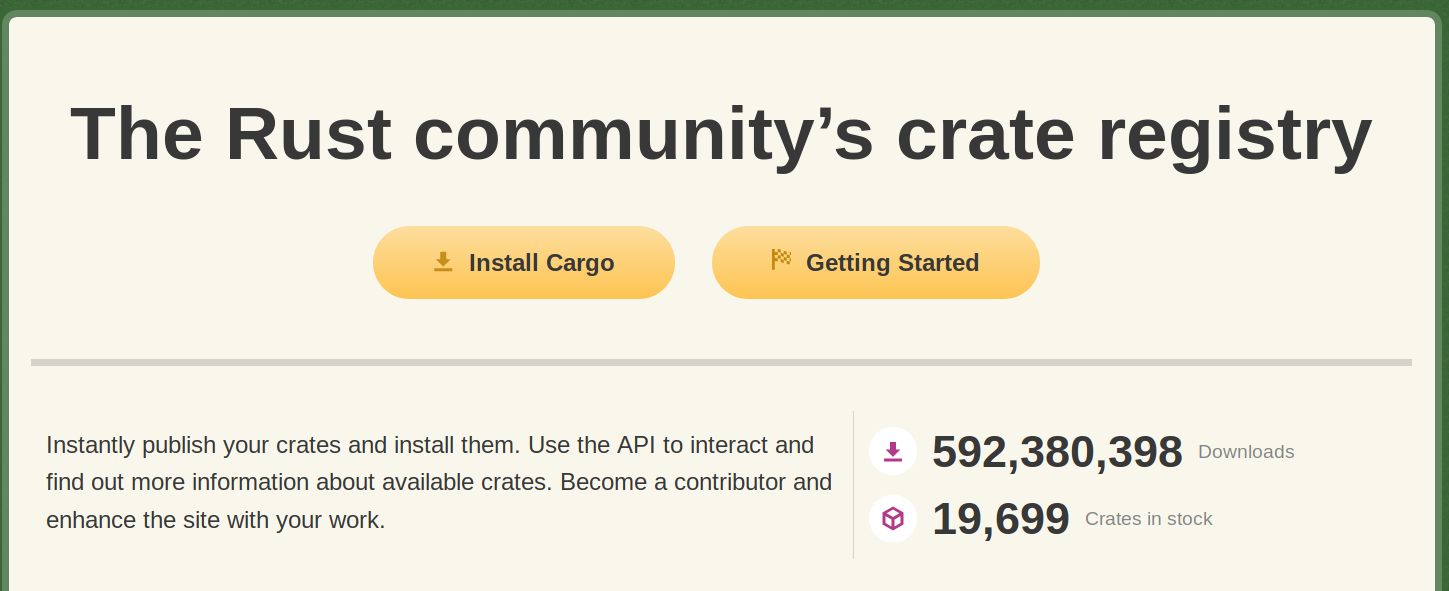 The Rust community’s crate registry
Install Cargo
Getting Started
Instantly publish your crates and install them. Use the API to interact and
find out more information about available crates. Become a contributor and
enhance the site with your work.
592,380,398 Downloads
19,699 Crates in stock